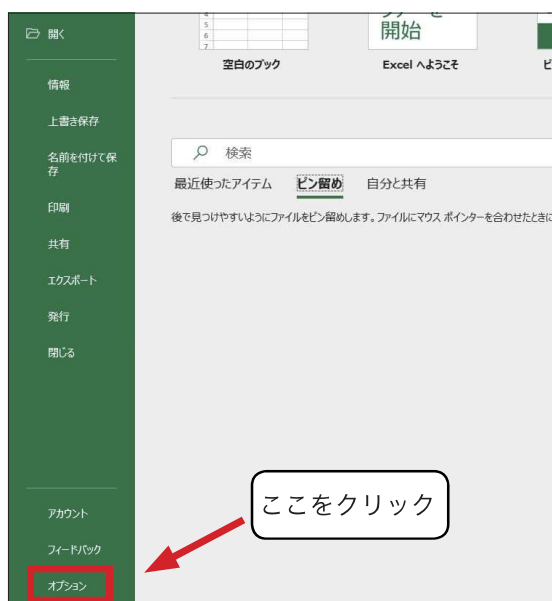 開く
4
5
6
7
開始
空白のブック
Excel へようこそ
情報
上書き保存
名前を付けて保
存
印刷
共有
エクスポート
発行
閉じる
検索
最近使ったアイテム
ピン留め
自分と共有
後で見つけやすいようにファイルをピン留めします。ファイルにマウス ポインターを合わせたときに
ここをクリック
アカウント
フィードバック
オプション